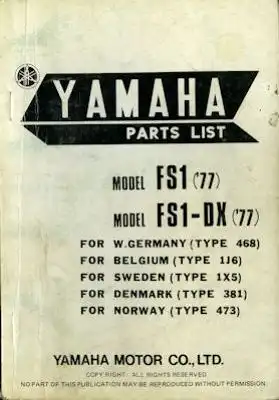 YAMAHA
PARTS LIST
MODEL FS1 ('77)
MODEL FS1-DX ('77)
FOR W.GERMANY (TYPE 468)
FOR BELGIUM (TYPE 1J6)
FOR SWEDEN (TYPE 1X5)
FOR DENMARK (TYPE 381)
FOR NORWAY (TYPE 473)
YAMAHA MOTOR CO., LTD.
COPY RIGHT: ALL RIGHTS RESERVED
NO PART OF THIS PUBLICATION MAY BE REPRODUCED WITHOUT PERMISSION